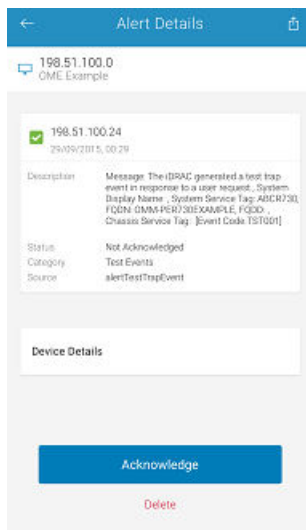 Alert Details
198.51.100.0
OME Example
198.51.100.24
29/09/2015, 00:29
Description
Message: The iDRAC generated a test trap
event in response to a user request., System
Display Name: , System Service Tag: ABCR730,
FQDN: OMM-PER730EXAMPLE, FQDD: ,
Chassis Service Tag: [Event Code:TST001]
Status Not Acknowledged
Category Test Events
Source alertTestTrapEvent
Device Details
Acknowledge
Delete